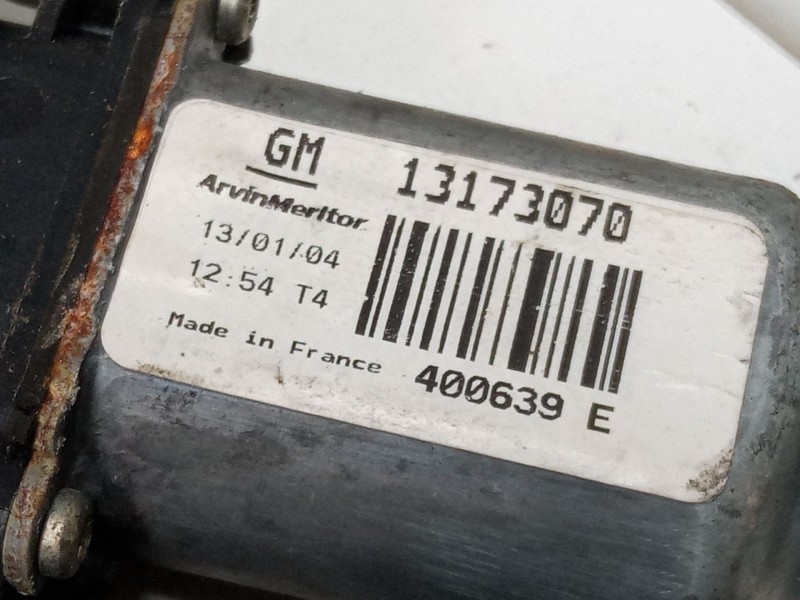 GM 13173070
ArvinMeritor
13/01/04
12:54 T4
Made in France
400639 E